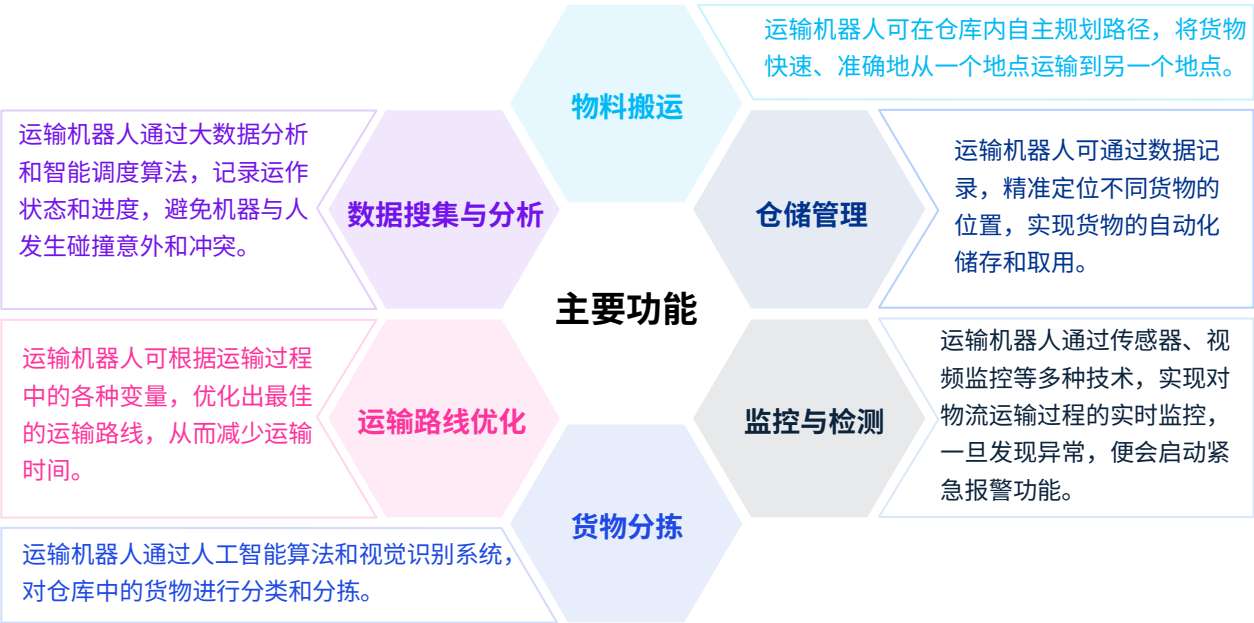 物料搬运
运输机器人可在仓库内自主规划路径，将货物
快速、准确地从一个地点运输到另一个地点。
运输机器人通过大数据分析
和智能调度算法，记录运作
状态和进度，避免机器与人
发生碰撞意外和冲突。
数据搜集与分析
仓储管理
运输机器人可通过数据记
录，精准定位不同货物的
位置，实现货物的自动化
储存和取用。
主要功能
运输机器人可根据运输过程
中的各种变量，优化出最佳
的运输路线，从而减少运输
时间。
运输路线优化
监控与检测
运输机器人通过传感器、视
频监控等多种技术，实现对
物流运输过程的实时监控，
一旦发现异常，便会启动紧
急报警功能。
货物分拣
运输机器人通过人工智能算法和视觉识别系统，
对仓库中的货物进行分类和分拣。